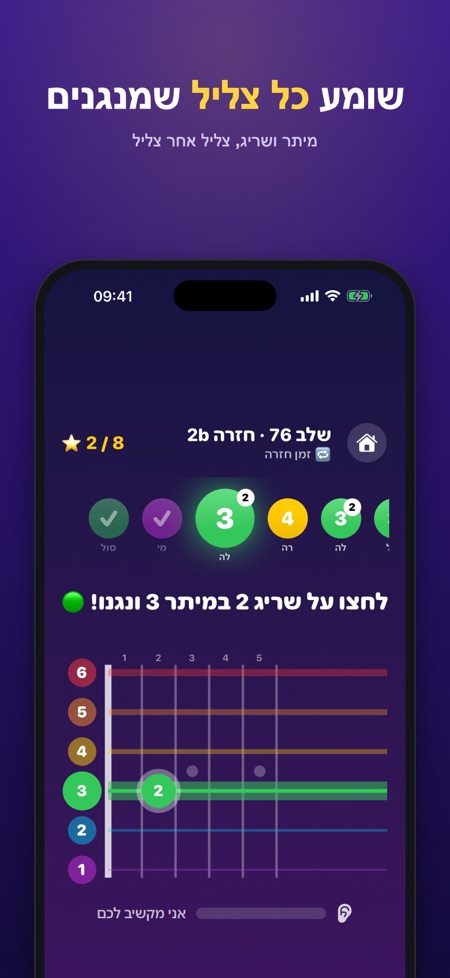 שומע כל צליל שמנגנים
מיתר ושריג, צליל אחר צליל
09:41
שלב 76 · חזרה 2b
זמן חזרה
2 / 8
2
3
לה
4
רה
2
3
לה
מי
סול
לחצו על שריג 2 במיתר 3 ונגנו!
1 2 3 4 5
6
5
4
3
2
2
1
אני מקשיב לכם